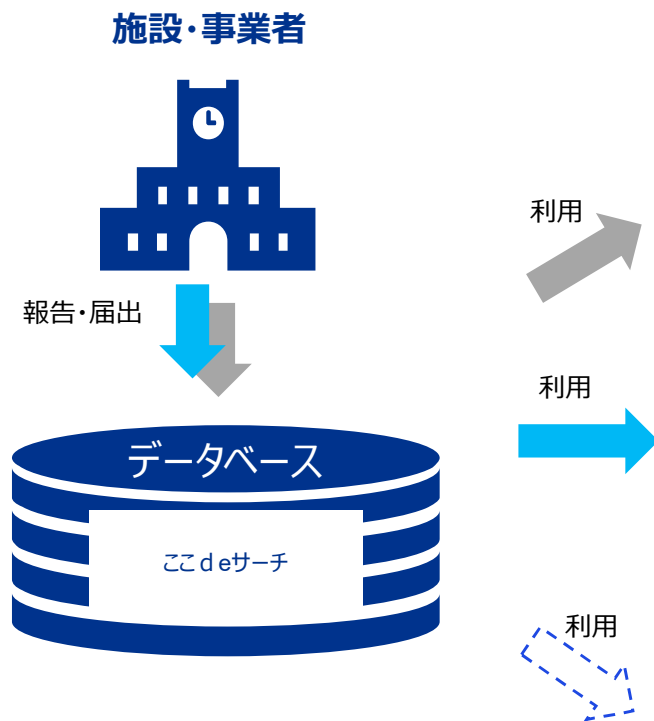 施設・事業者
利用
報告・届出
利用
データベース
ここｄeサーチ
利用